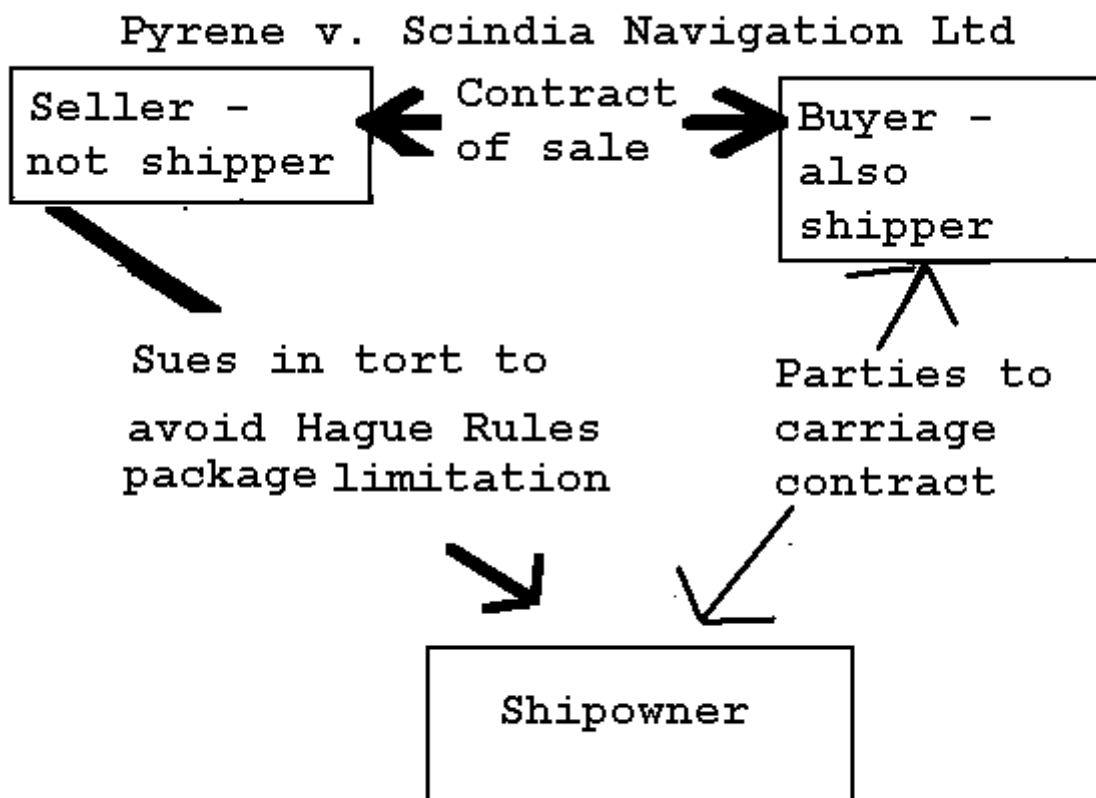 Pyrene v. Scindia Navigation Ltd
Seller -
not shipper
Contract
of sale
Buyer -
also
shipper
Sues in tort to
avoid Hague Rules
package limitation
Parties to
carriage
contract
Shipowner